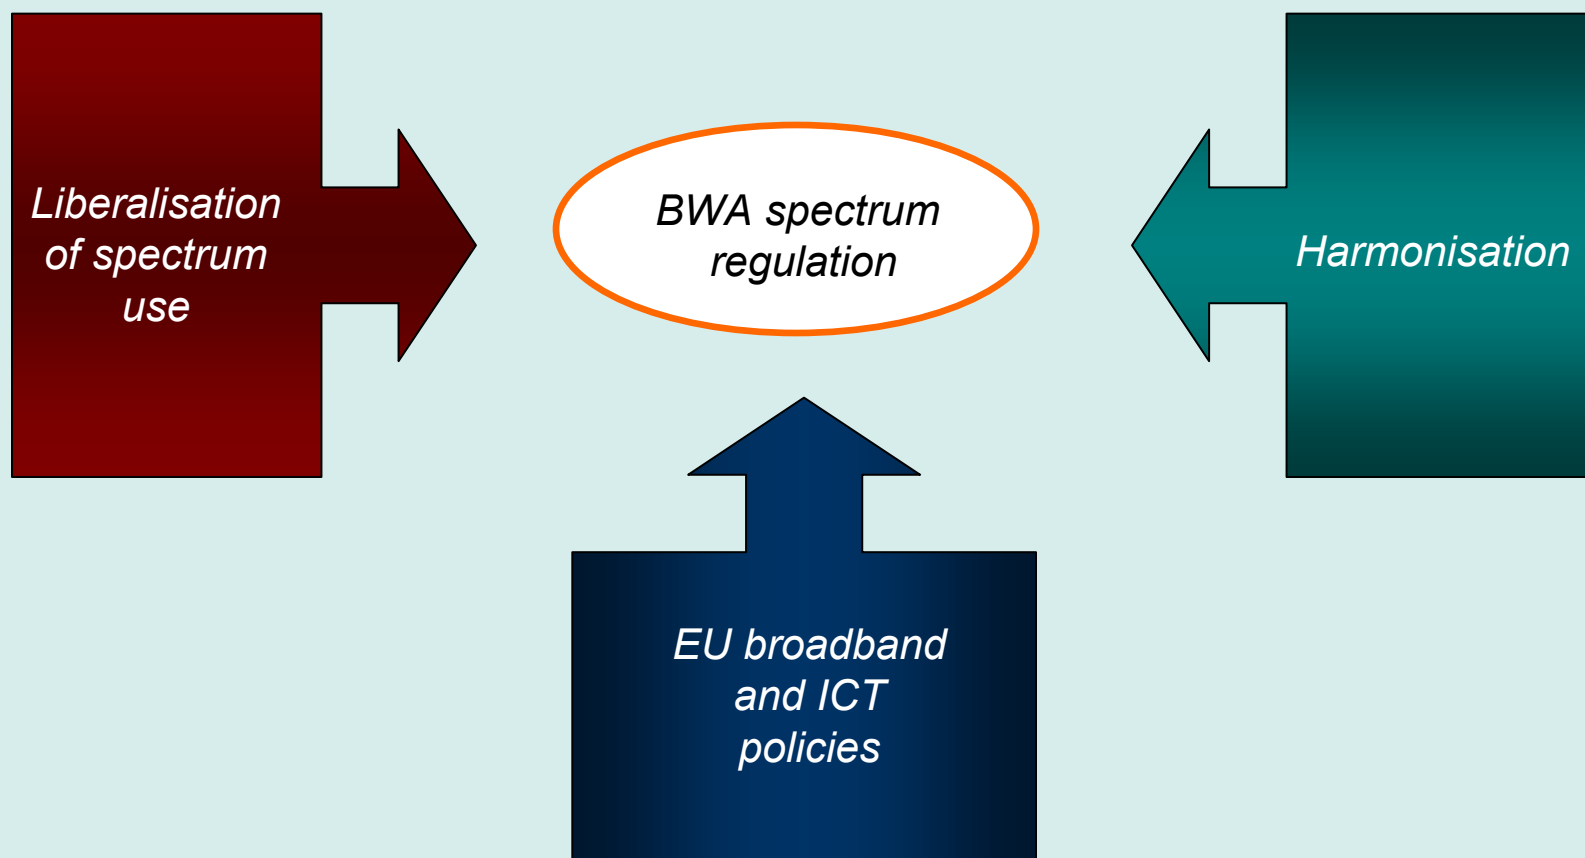 Liberalisation
of spectrum
use
BWA spectrum
regulation
Harmonisation
EU broadband
and ICT
policies